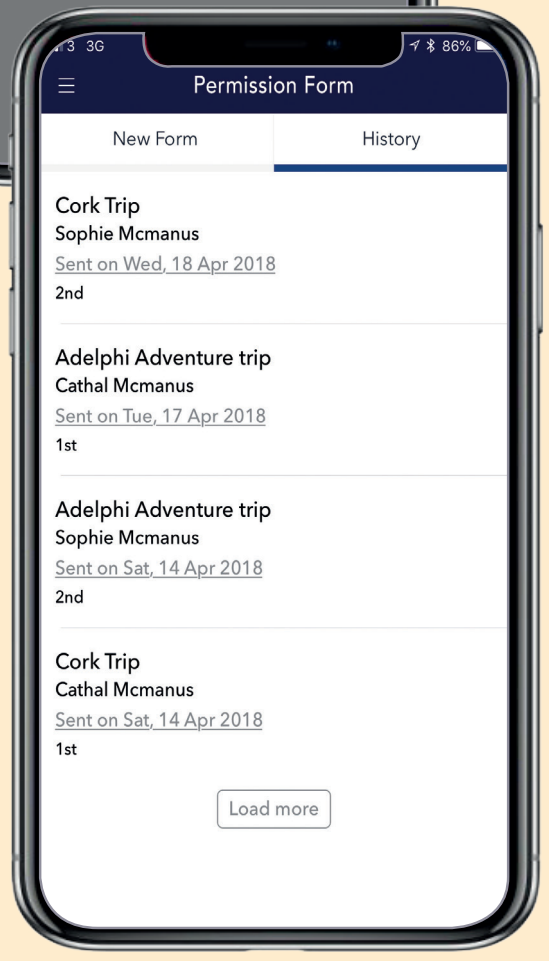 3 3G 86%
Permission Form
New Form History
Cork Trip
Sophie Mcmanus
Sent on Wed, 18 Apr 2018
2nd
Adelphi Adventure trip
Cathal Mcmanus
Sent on Tue, 17 Apr 2018
1st
Adelphi Adventure trip
Sophie Mcmanus
Sent on Sat, 14 Apr 2018
2nd
Cork Trip
Cathal Mcmanus
Sent on Sat, 14 Apr 2018
1st
Load more